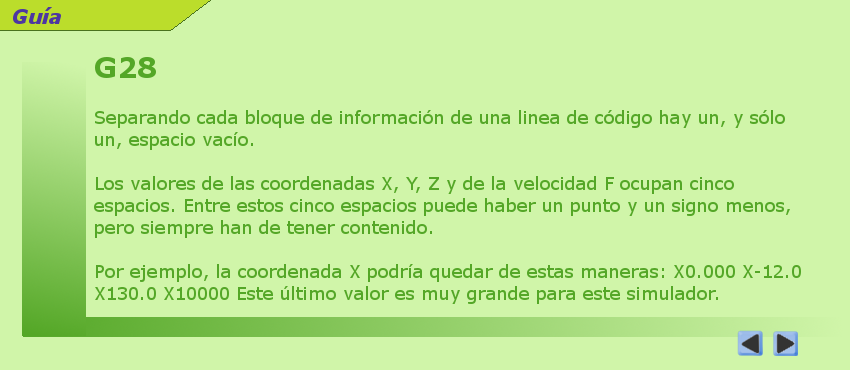 Guía
G28
Separando cada bloque de información de una linea de código hay un, y sólo
un, espacio vacío.
Los valores de las coordenadas X, Y, Z y de la velocidad F ocupan cinco
espacios. Entre estos cinco espacios puede haber un punto y un signo menos,
pero siempre han de tener contenido.
Por ejemplo, la coordenada X podría quedar de estas maneras: X0.000 X-12.0
X130.0 X10000 Este último valor es muy grande para este simulador.